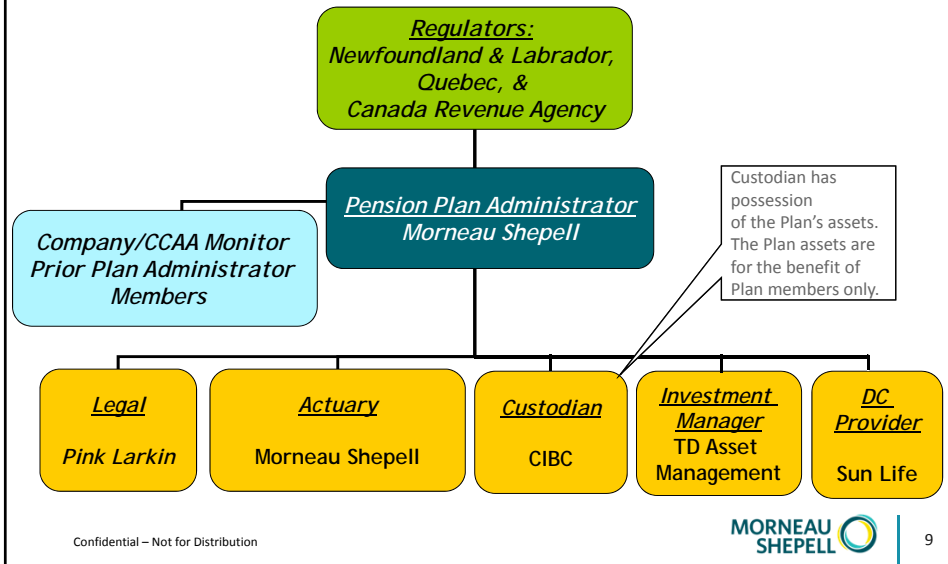 Regulators:
Newfoundland & Labrador,
Quebec, &
Canada Revenue Agency
Pension Plan Administrator
Morneau Shepell
Company/CCAA Monitor
Prior Plan Administrator
Members
Custodian has
possession
of the Plan's assets.
The Plan assets are
for the benefit of
Plan members only.
Legal
Pink Larkin
Actuary
Morneau Shepell
Custodian
CIBC
Investment
Manager
TD Asset
Management
DC
Provider
Sun Life
Confidential – Not for Distribution
MORNEAU
SHEPELL
9